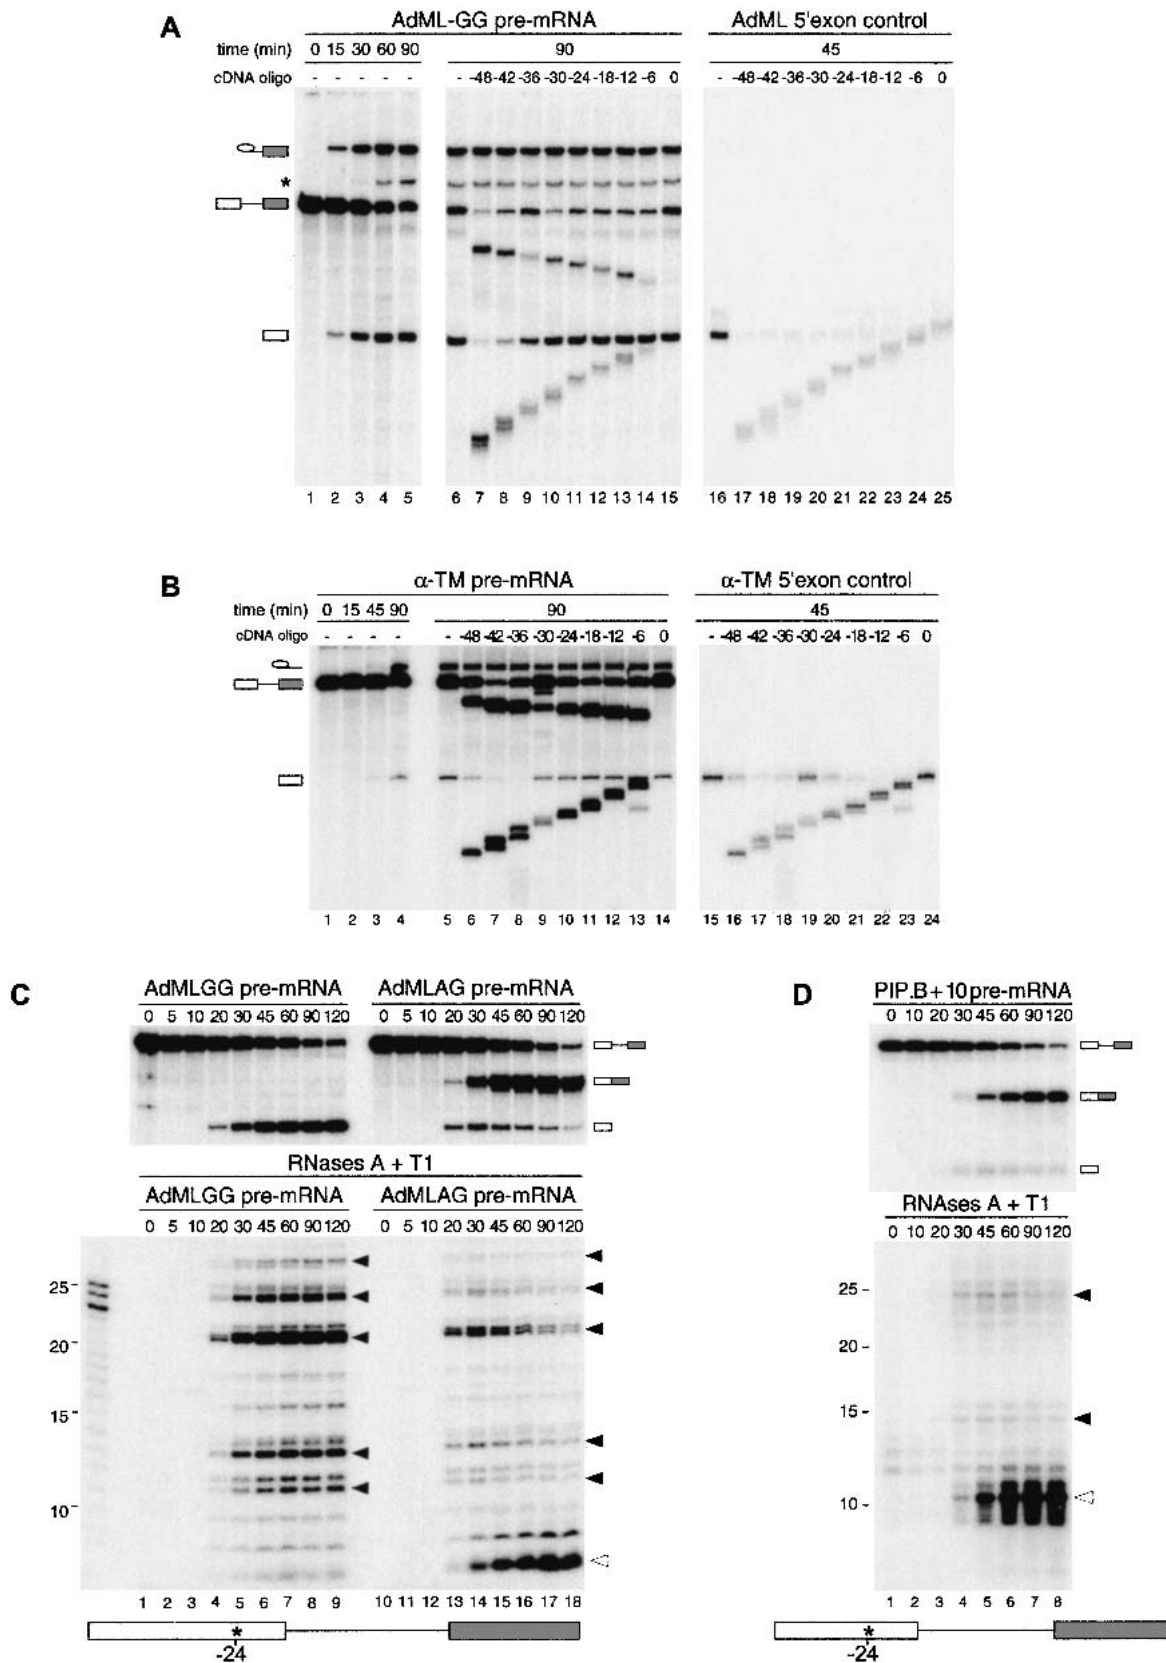 A
AdML-GG pre-mRNA
AdML 5'exon control
time (min) 0 15 30 60 90 90 45
cDNA oligo - - - - - - -48 -42 -36 -30 -24 -18 -12 -6 0 - -48 -42 -36 -30 -24 -18 -12 -6 0
*
1 2 3 4 5 6 7 8 9 10 11 12 13 14 15 16 17 18 19 20 21 22 23 24 25
B
α-TM pre-mRNA
α-TM 5'exon control
time (min) 0 15 45 90 90 45
cDNA oligo - - - - - -48 -42 -36 -30 -24 -18 -12 -6 0 - -48 -42 -36 -30 -24 -18 -12 -6 0
1 2 3 4 5 6 7 8 9 10 11 12 13 14 15 16 17 18 19 20 21 22 23 24
C
AdMLGG pre-mRNA
AdMLAG pre-mRNA
0 5 10 20 30 45 60 90 120 0 5 10 20 30 45 60 90 120
RNases A + T1
AdMLGG pre-mRNA
AdMLAG pre-mRNA
0 5 10 20 30 45 60 90 120 0 5 10 20 30 45 60 90 120
25
20
15
10
1 2 3 4 5 6 7 8 9 10 11 12 13 14 15 16 17 18
*
-24
D
PIP.B+10 pre-mRNA
0 10 20 30 45 60 90 120
RNAses A + T1
0 10 20 30 45 60 90 120
25
20
15
10
1 2 3 4 5 6 7 8
*
-24